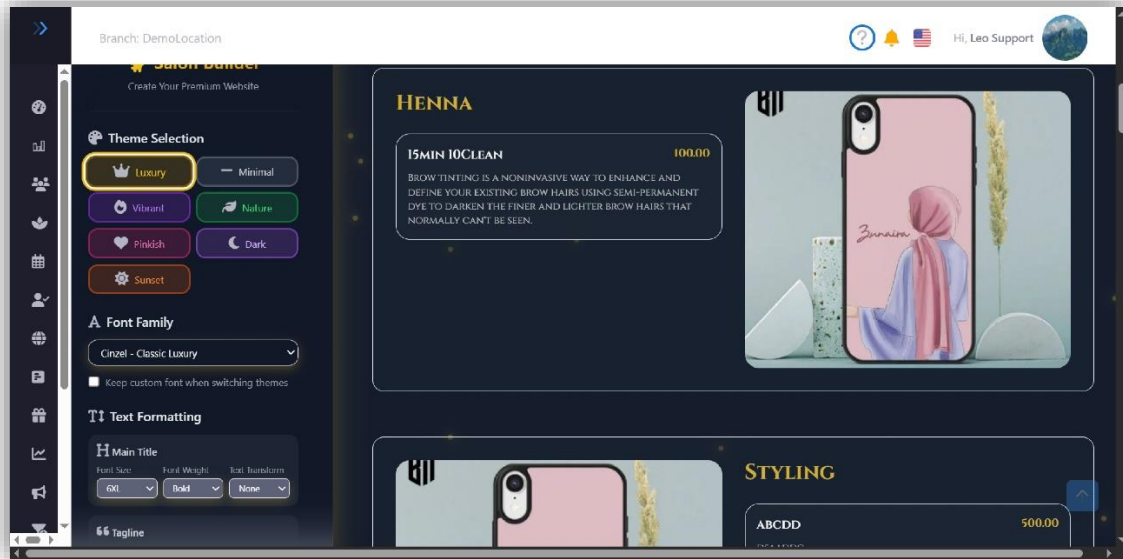 Branch: DemoLocation
Hi, Leo Support
Salon Builder
Create Your Premium Website
Theme Selection
Luxury
Minimal
Vibrant
Nature
Pinkish
Dark
Sunset
A Font Family
Cinzel - Classic Luxury
Keep custom font when switching themes
Text Formatting
Main Title
Font Size Font Weight Text Transform
6XL Bold None
Tagline
Henna
15min 10Clean 100.00
Brow tinting is a noninvasive way to enhance and
define your existing brow hairs using semi-permanent
dye to darken the finer and lighter brow hairs that
normally can't be seen.
Zunaira
Styling
ABCDD 500.00